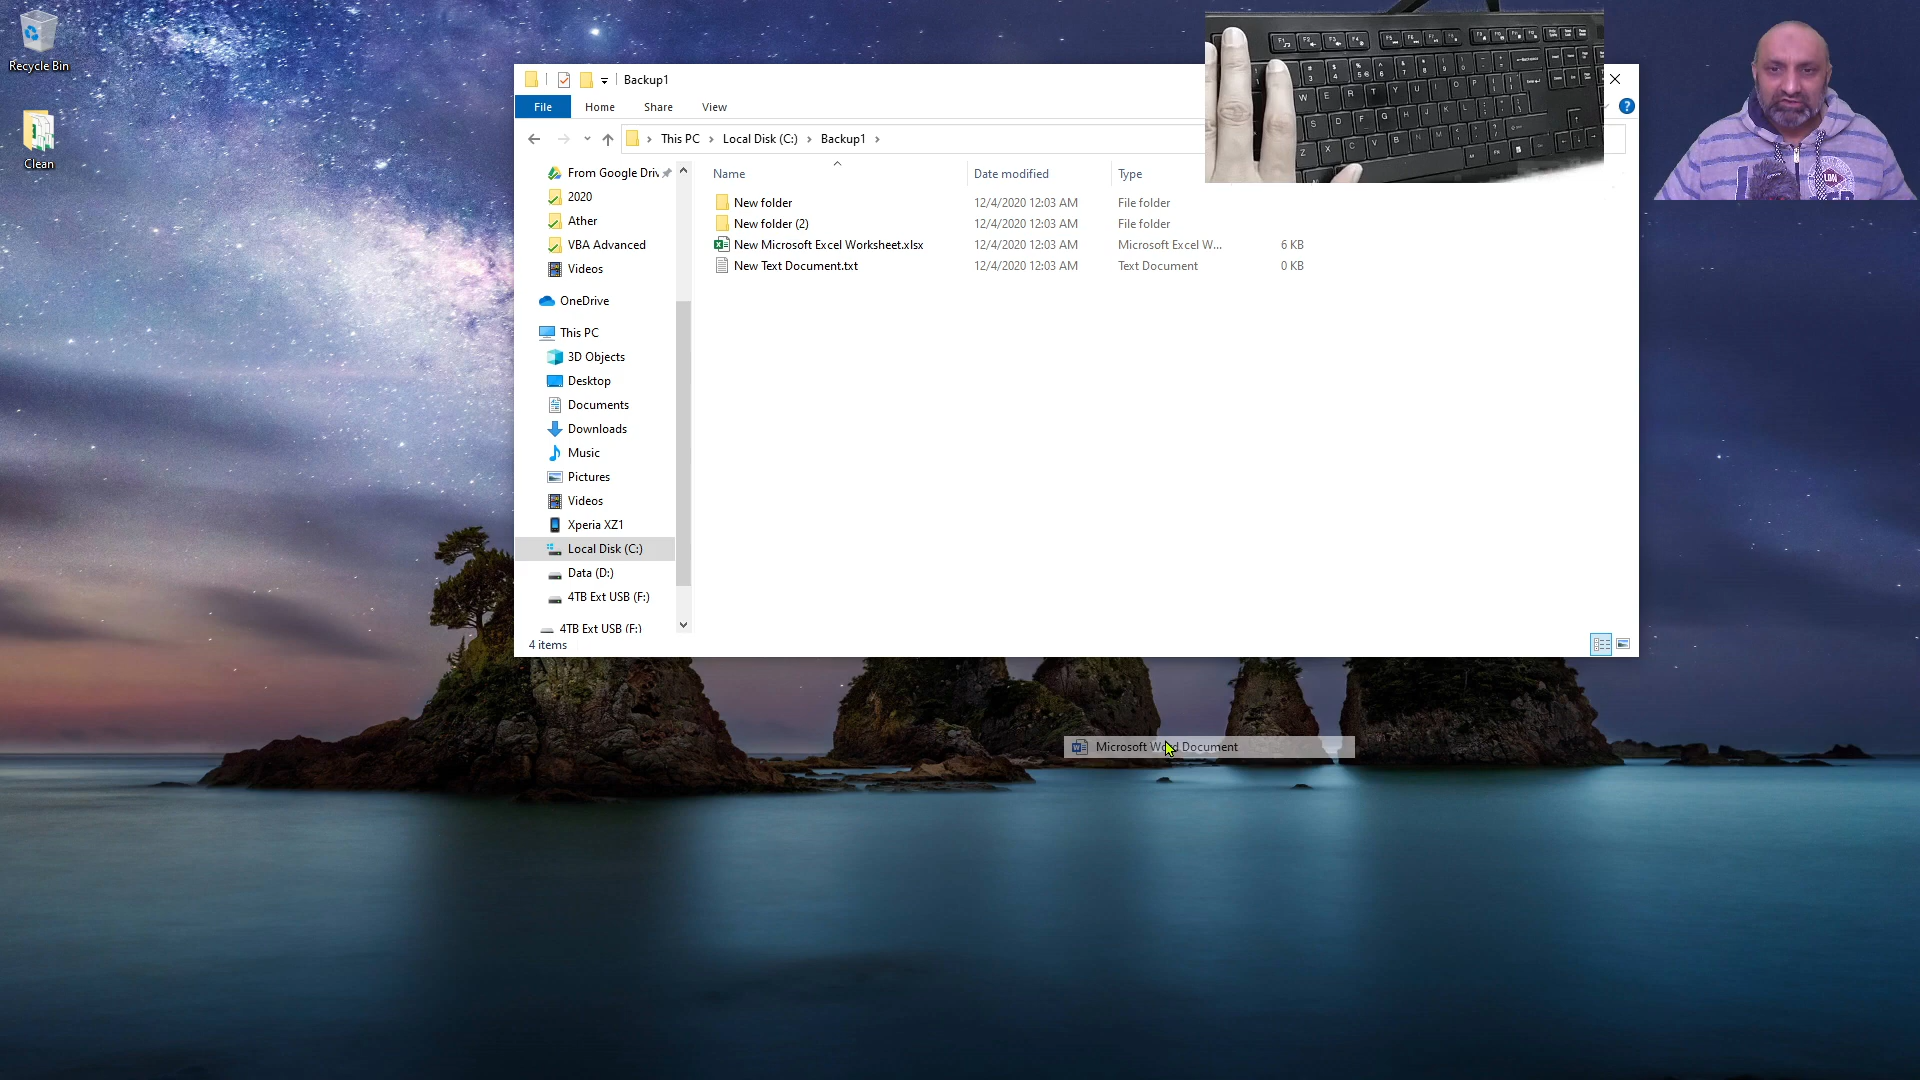 Recycle Bin
Clean
Backup1
File
Home
Share
View
This PC
Local Disk (C:)
Backup1
Name
Date modified
Type
New folder
12/4/2020 12:03 AM
File folder
New folder (2)
12/4/2020 12:03 AM
File folder
New Microsoft Excel Worksheet.xlsx
12/4/2020 12:03 AM
Microsoft Excel W...
6 KB
New Text Document.txt
12/4/2020 12:03 AM
Text Document
0 KB
From Google Driv
2020
Ather
VBA Advanced
Videos
OneDrive
This PC
3D Objects
Desktop
Documents
Downloads
Music
Pictures
Videos
Xperia XZ1
Local Disk (C:)
Data (D:)
4TB Ext USB (F:)
4TB Ext USB (F:)
4 items
Microsoft Word Document
LDN